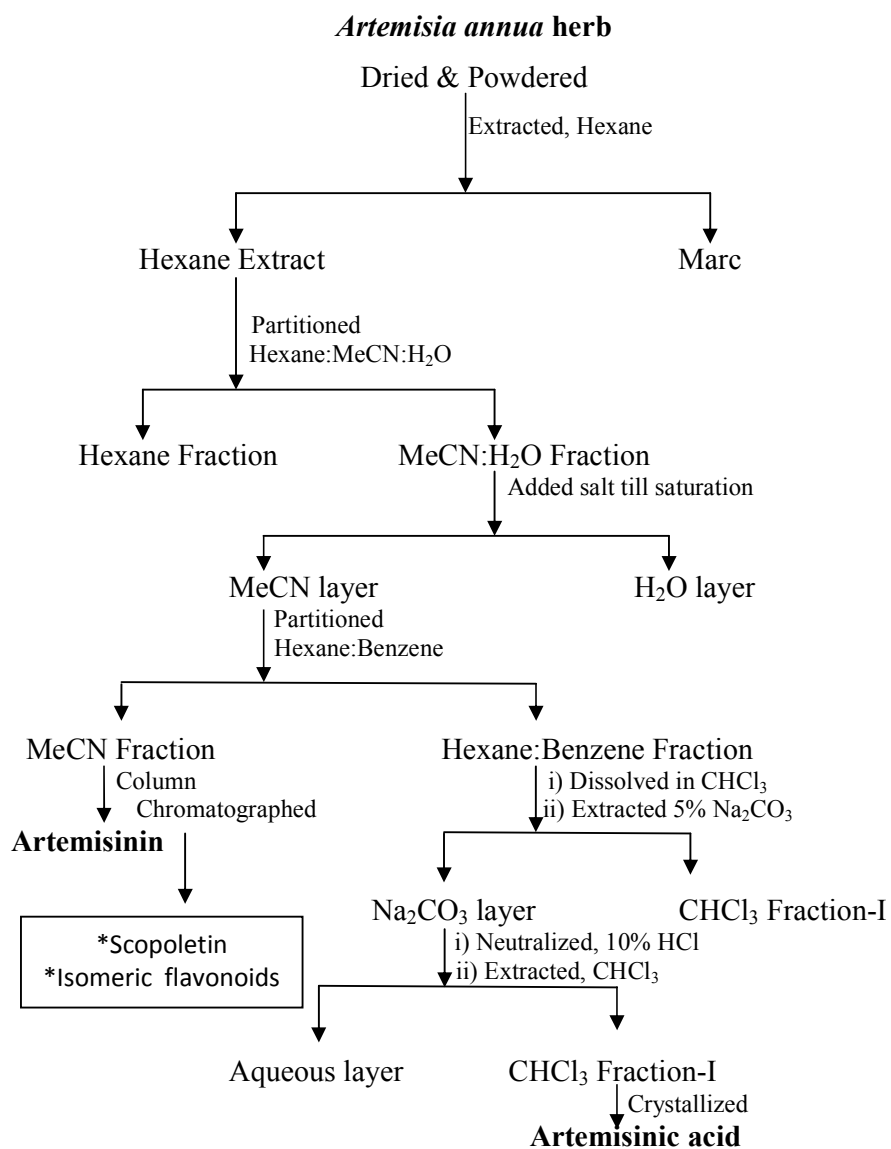 Artemisia annua herb
Dried & Powdered
Extracted, Hexane
Hexane Extract
Marc
Partitioned
Hexane:MeCN:H₂O
Hexane Fraction
MeCN:H₂O Fraction
Added salt till saturation
MeCN layer
H₂O layer
Partitioned
Hexane:Benzene
MeCN Fraction
Hexane:Benzene Fraction
Column
Chromatographed
i) Dissolved in CHCl₃
ii) Extracted 5% Na₂CO₃
Artemisinin
Na₂CO₃ layer
CHCl₃ Fraction-I
*Scopoletin
*Isomeric flavonoids
i) Neutralized, 10% HCl
ii) Extracted, CHCl₃
Aqueous layer
CHCl₃ Fraction-I
Crystallized
Artemisinic acid